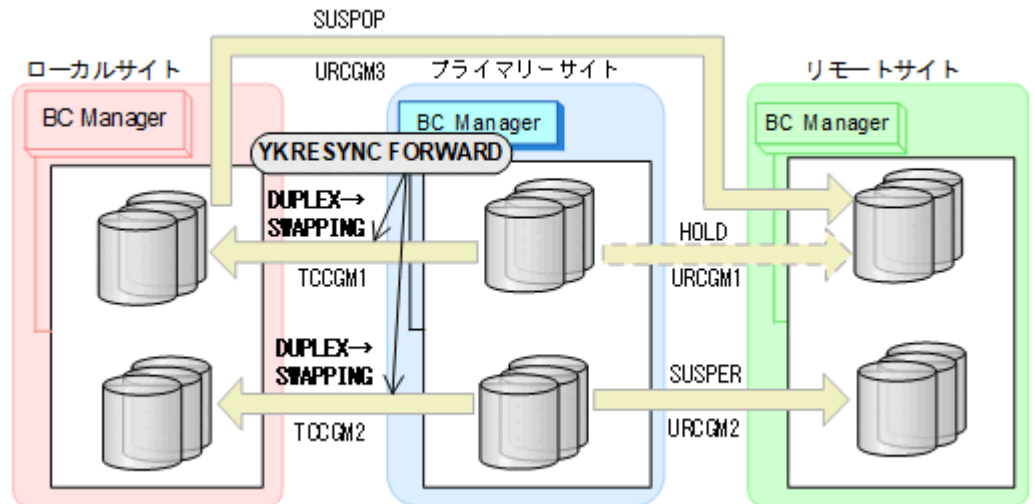 SUSPOP
URCGM3
ローカルサイト
プライマリーサイト
リモートサイト
BC Manager
BC Manager
BC Manager
YKRESYNC FORWARD
DUPLEX→
SWAPPING
TCCGM1
HOLD
URCGM1
DUPLEX→
SWAPPING
TCCGM2
SUSPER
URCGM2